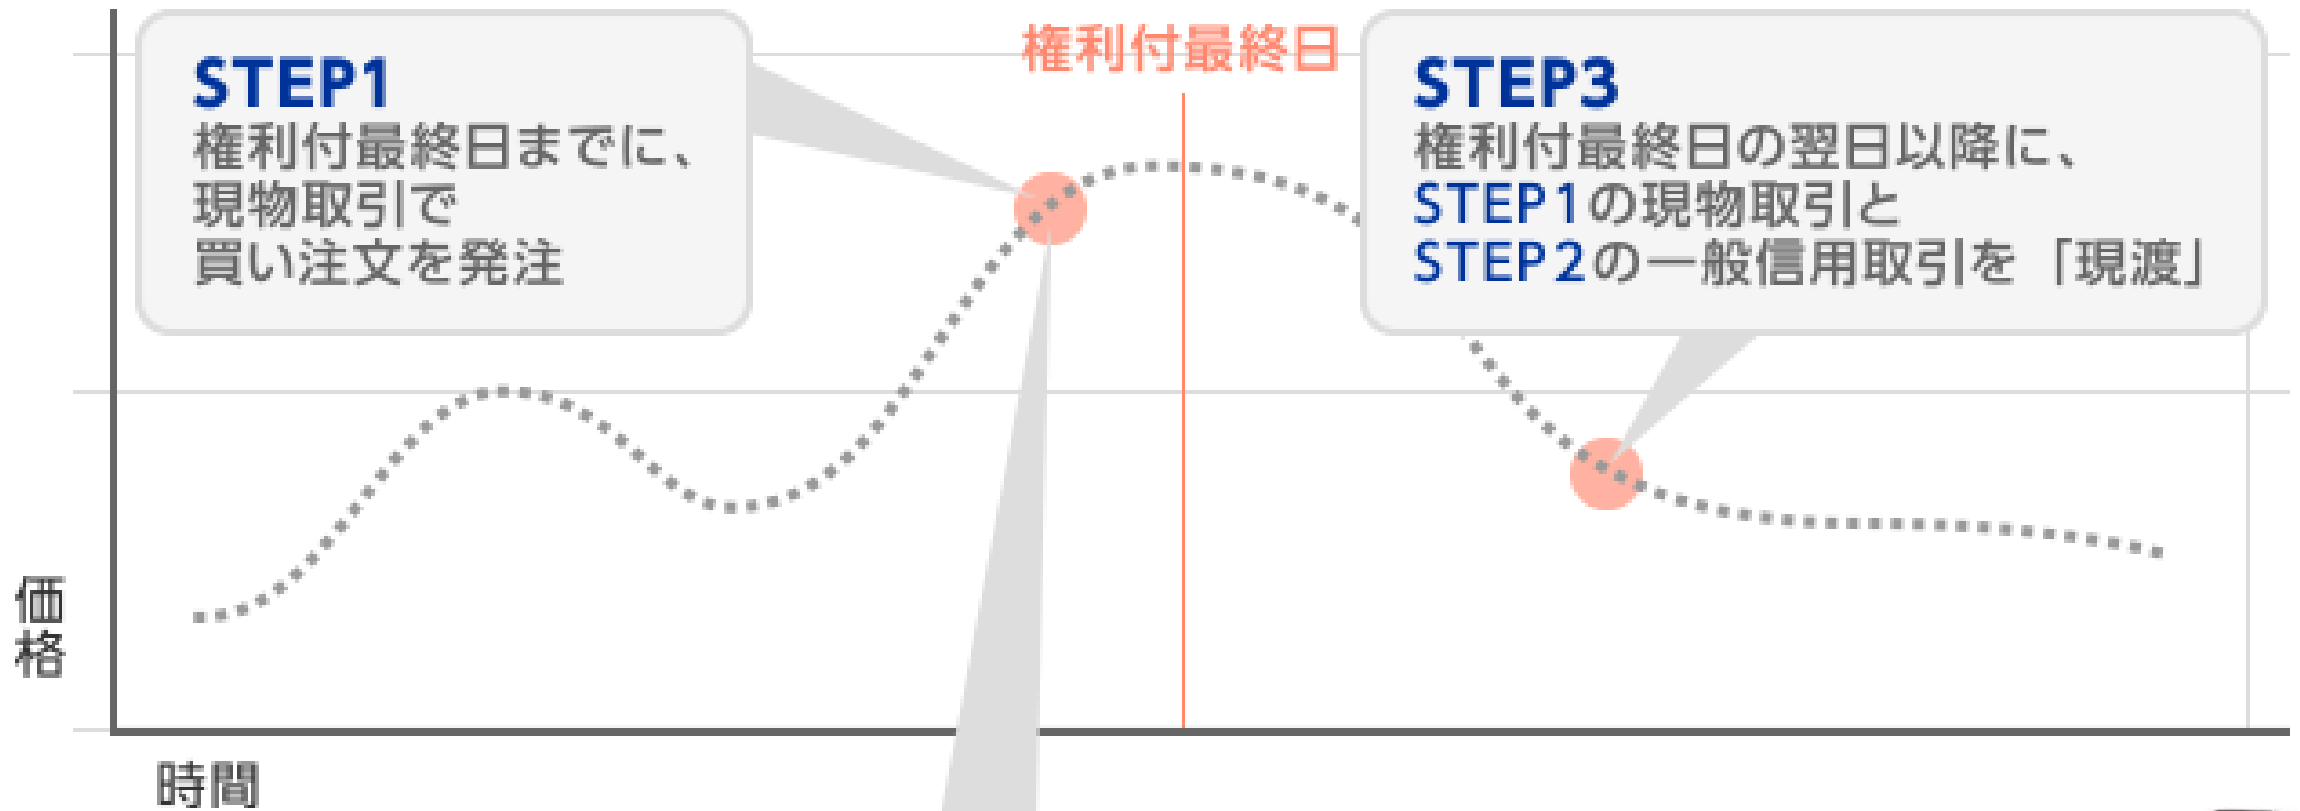 STEP1
権利付最終日までに、
現物取引で
買い注文を発注
権利付最終日
STEP3
権利付最終日の翌日以降に、
STEP1の現物取引と
STEP2の一般信用取引を「現渡」
価格
時間